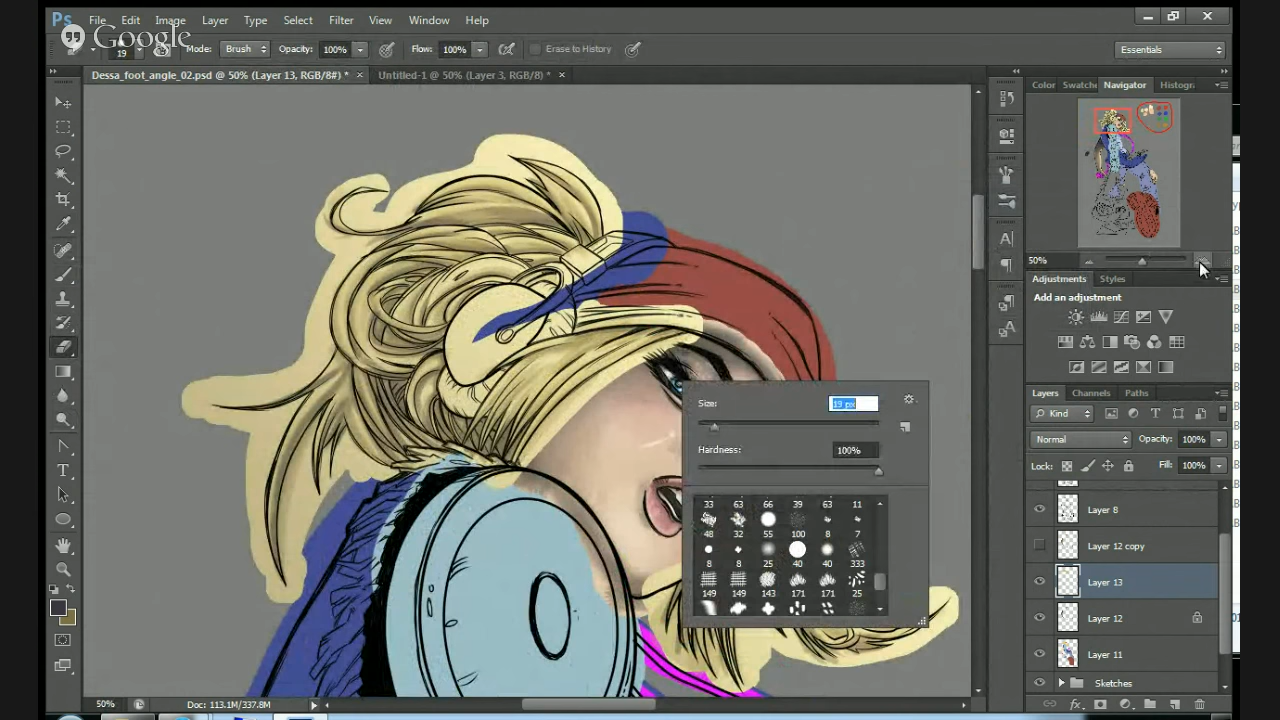 Ps File Edit Image Layer Type Select Filter View Window Help
Google
19 Mode: Brush Opacity: 100% Flow: 100% Erase to History Essentials
Dessa_foot_angle_02.psd @ 50% (Layer 13, RGB/8#) * × Untitled-1 @ 50% (Layer 3, RGB/8) * ×
Color Swatche Navigator Histogr
50%
Adjustments Styles
Add an adjustment
Layers Channels Paths
Kind
Normal Opacity: 100%
Lock: Fill: 100%
Layer 8
Layer 12 copy
Layer 13
Layer 12
Layer 11
Sketches
Size: 19 px
Hardness: 100%
33 63 66 39 63 11
48 32 55 100 8 7
8 8 25 40 40 333
149 149 143 171 171 25
50% Doc: 113.1M/337.8M